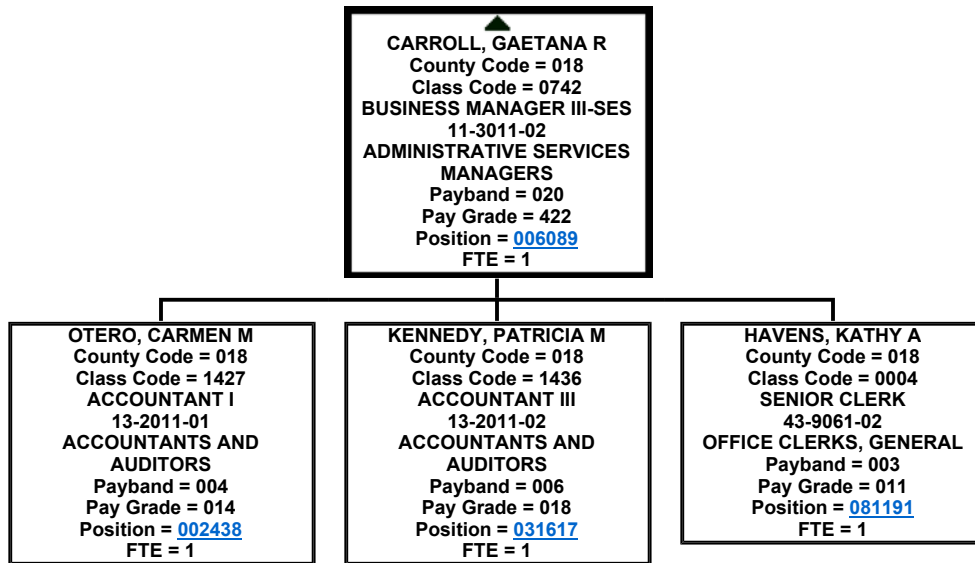 CARROLL, GAETANA R
County Code = 018
Class Code = 0742
BUSINESS MANAGER III-SES
11-3011-02
ADMINISTRATIVE SERVICES
MANAGERS
Payband = 020
Pay Grade = 422
Position = 006089
FTE = 1
OTERO, CARMEN M
County Code = 018
Class Code = 1427
ACCOUNTANT I
13-2011-01
ACCOUNTANTS AND
AUDITORS
Payband = 004
Pay Grade = 014
Position = 002438
FTE = 1
KENNEDY, PATRICIA M
County Code = 018
Class Code = 1436
ACCOUNTANT III
13-2011-02
ACCOUNTANTS AND
AUDITORS
Payband = 006
Pay Grade = 018
Position = 031617
FTE = 1
HAVENS, KATHY A
County Code = 018
Class Code = 0004
SENIOR CLERK
43-9061-02
OFFICE CLERKS, GENERAL
Payband = 003
Pay Grade = 011
Position = 081191
FTE = 1